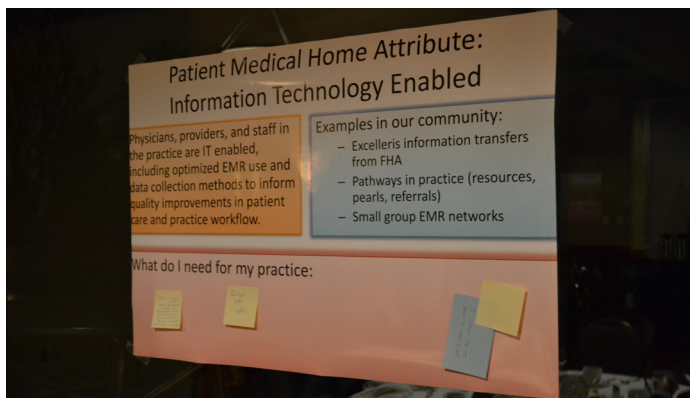 Patient Medical Home Attribute:
Information Technology Enabled
Physicians, providers, and staff in
the practice are IT enabled,
including optimized EMR use and
data collection methods to inform
quality improvements in patient
care and practice workflow.
Examples in our community:
– Excelleris information transfers
from FHA
– Pathways in practice (resources,
pearls, referrals)
– Small group EMR networks
What do I need for my practice: